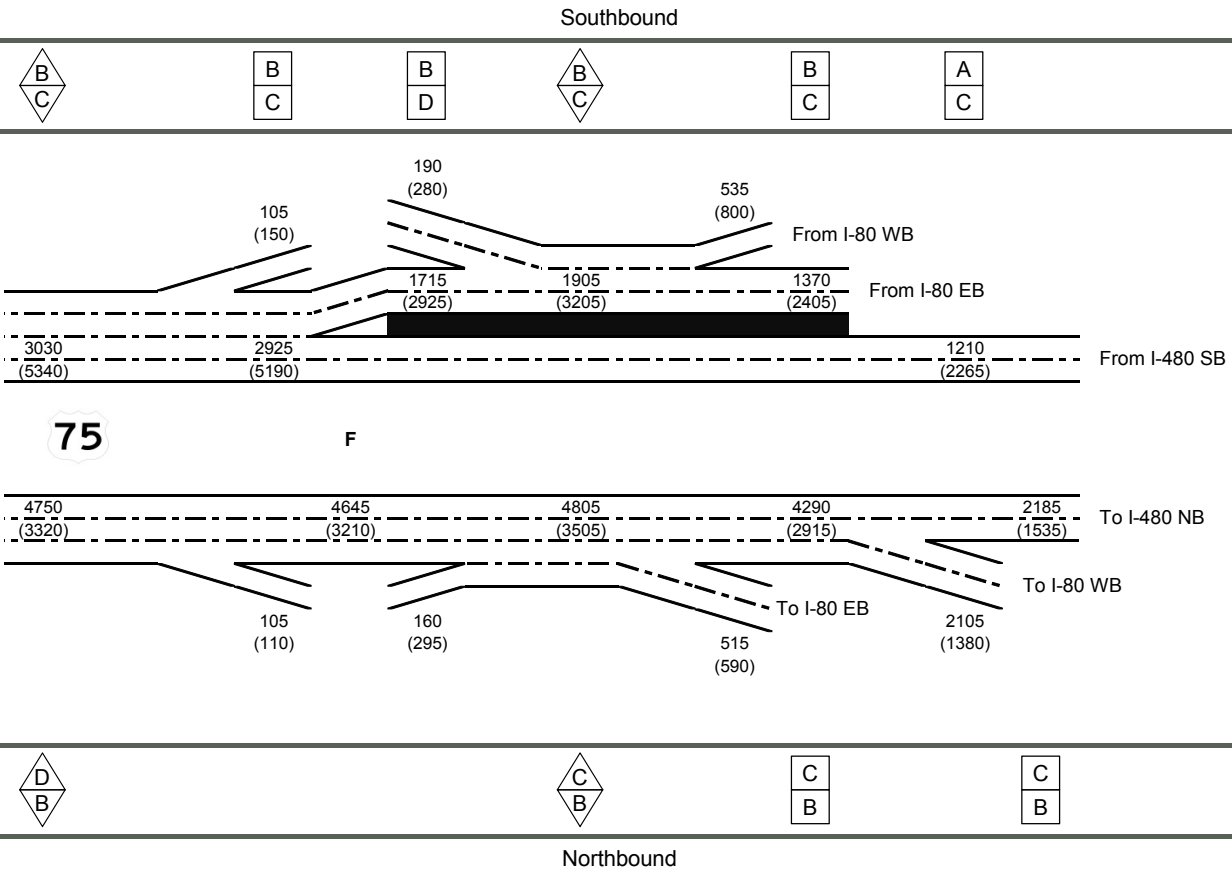 Southbound
B B B B B A
C C D C C C
190
(280)
535
(800)
105
(150)
From I-80 WB
1715 1905 1370
(2925) (3205) (2405)
From I-80 EB
3030 2925 1210
(5340) (5190) (2265)
From I-480 SB
75 F
4750 4645 4805 4290 2185
(3320) (3210) (3505) (2915) (1535)
To I-480 NB
To I-80 WB
To I-80 EB
105 160 2105
(110) (295) (1380)
515
(590)
D C C C
B B B B
Northbound